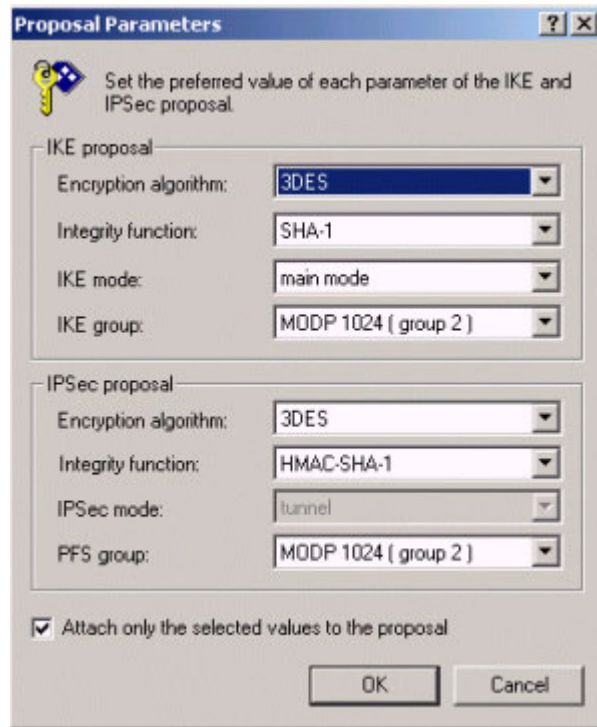 Proposal Parameters
Set the preferred value of each parameter of the IKE and
IPSec proposal.
IKE proposal
Encryption algorithm: 3DES
Integrity function: SHA-1
IKE mode: main mode
IKE group: MODP 1024 ( group 2 )
IPSec proposal
Encryption algorithm: 3DES
Integrity function: HMAC-SHA-1
IPSec mode: tunnel
PFS group: MODP 1024 ( group 2 )
Attach only the selected values to the proposal
OK Cancel